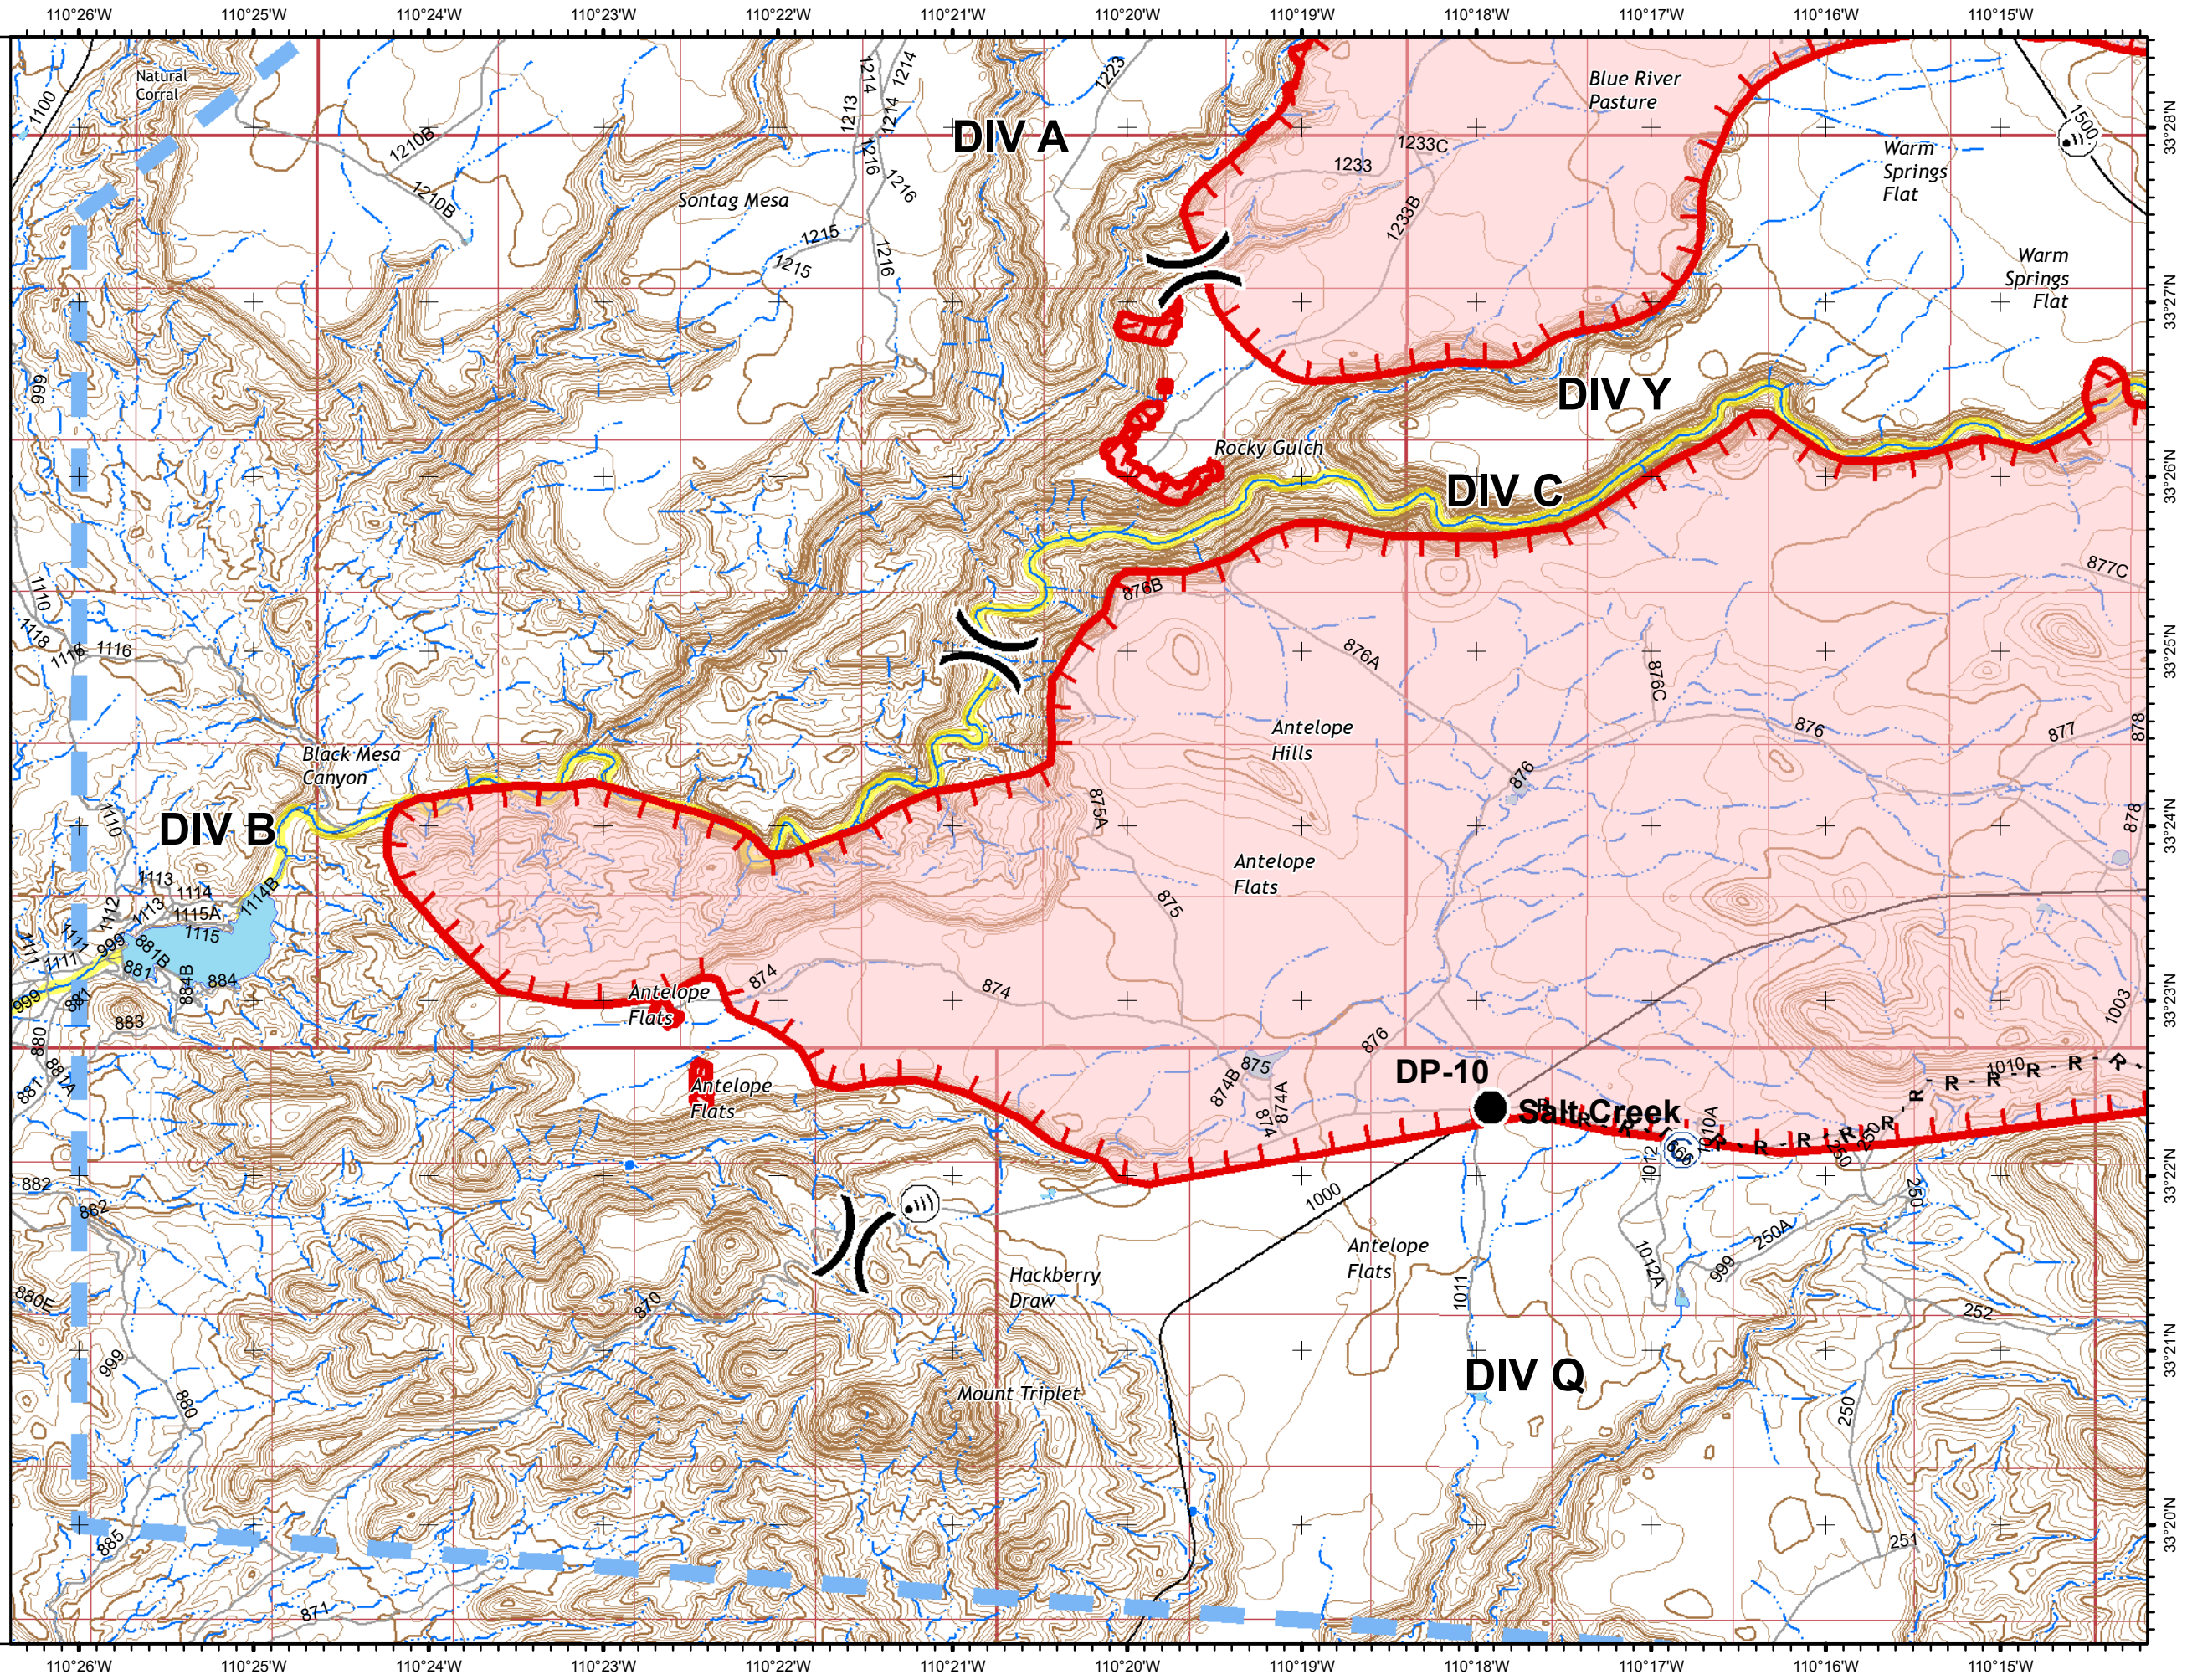 110°26'W 110°25'W 110°24'W 110°23'W 110°22'W 110°21'W 110°20'W 110°19'W 110°18'W 110°17'W 110°16'W 110°15'W
Natural
Corral
1100
1210B
1210B
1213
1214
1214
1214
1216
1216
1223
DIV A
Sontag Mesa
1215
1215
1216
Blue River
Pasture
1233C
1233
1233B
1500
Warm
Springs
Flat
Warm
Springs
Flat
33°28'N
33°27'N
999
DIV Y
Rocky Gulch
DIV C
33°26'N
876B
877C
1110
1118
1116
1116
876A
876C
33°25'N
Antelope
Hills
876
877
878
Black Mesa
Canyon
876
1110
DIV B
875A
878
33°24'N
Antelope
Flats
1113
1114
1114B
1112
1113
1115A
1115
875
1111
1111
1111
999
881B
881
884B
884
999
881
883
874
874
Antelope
Flats
1003
33°23'N
880
881A
881
876
875
874B
874A
874
DP-10
Salt Creek
1010
R - R - R - R - R -
R R - R - R - R - R - R - R
Antelope
Flats
666
1010A
1012
250
250
250
33°22'N
882
882
1000
250A
999
1012A
1011
Antelope
Flats
Hackberry
Draw
870
880E
252
33°21'N
999
880
Mount Triplet
DIV Q
250
33°20'N
885
251
871
110°26'W 110°25'W 110°24'W 110°23'W 110°22'W 110°21'W 110°20'W 110°19'W 110°18'W 110°17'W 110°16'W 110°15'W